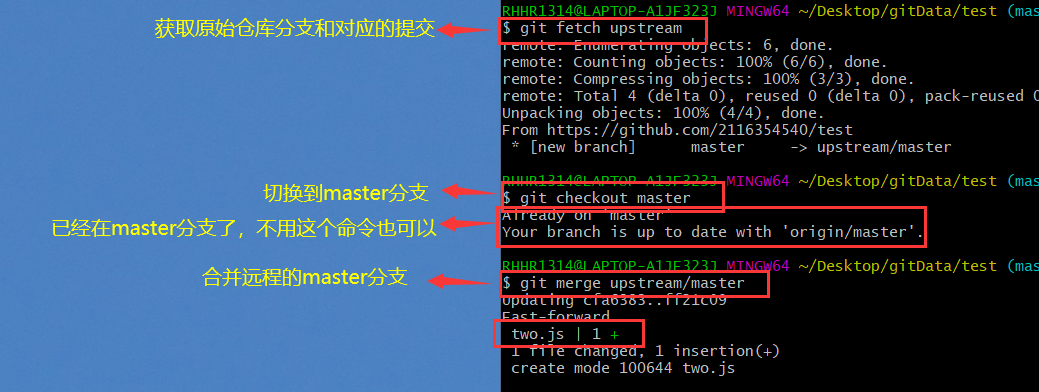 RHHR1314@LAPTOP-A1JF323J MINGW64 ~/Desktop/gitData/test (mas
获取原始仓库分支和对应的提交
$ git fetch upstream
remote: Enumerating objects: 6, done.
remote: Counting objects: 100% (6/6), done.
remote: Compressing objects: 100% (3/3), done.
remote: Total 4 (delta 0), reused 0 (delta 0), pack-reused 0
Unpacking objects: 100% (4/4), done.
From https://github.com/2116354540/test
* [new branch] master -> upstream/master
RHHR1314@LAPTOP-A1JF323J MINGW64 ~/Desktop/gitData/test (mas
切换到master分支
$ git checkout master
Already on 'master'
已经在master分支了，不用这个命令也可以
Your branch is up to date with 'origin/master'.
RHHR1314@LAPTOP-A1JF323J MINGW64 ~/Desktop/gitData/test (mas
合并远程的master分支
$ git merge upstream/master
Updating cfa6383..ff21c09
Fast-forward
two.js | 1 +
1 file changed, 1 insertion(+)
create mode 100644 two.js